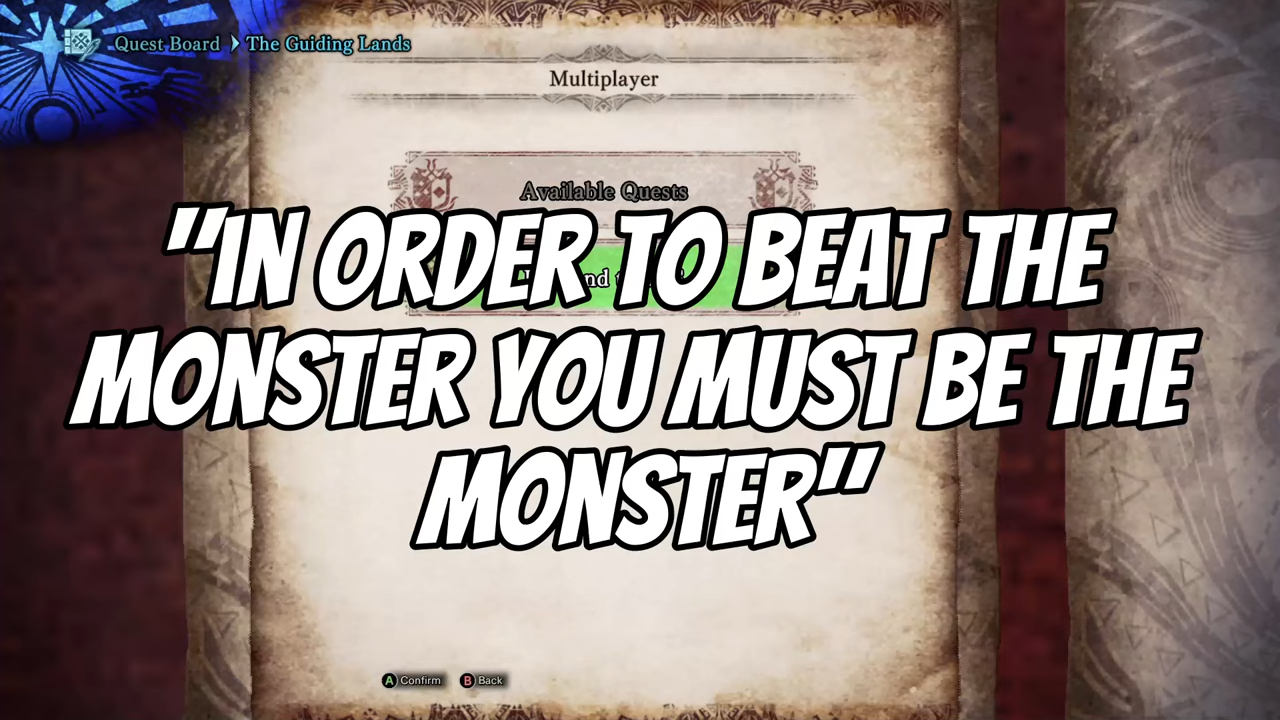 Quest Board The Guiding Lands
Multiplayer
Available Quests
"IN ORDER TO BEAT THE
MONSTER YOU MUST BE THE
MONSTER"
A Confirm B Back